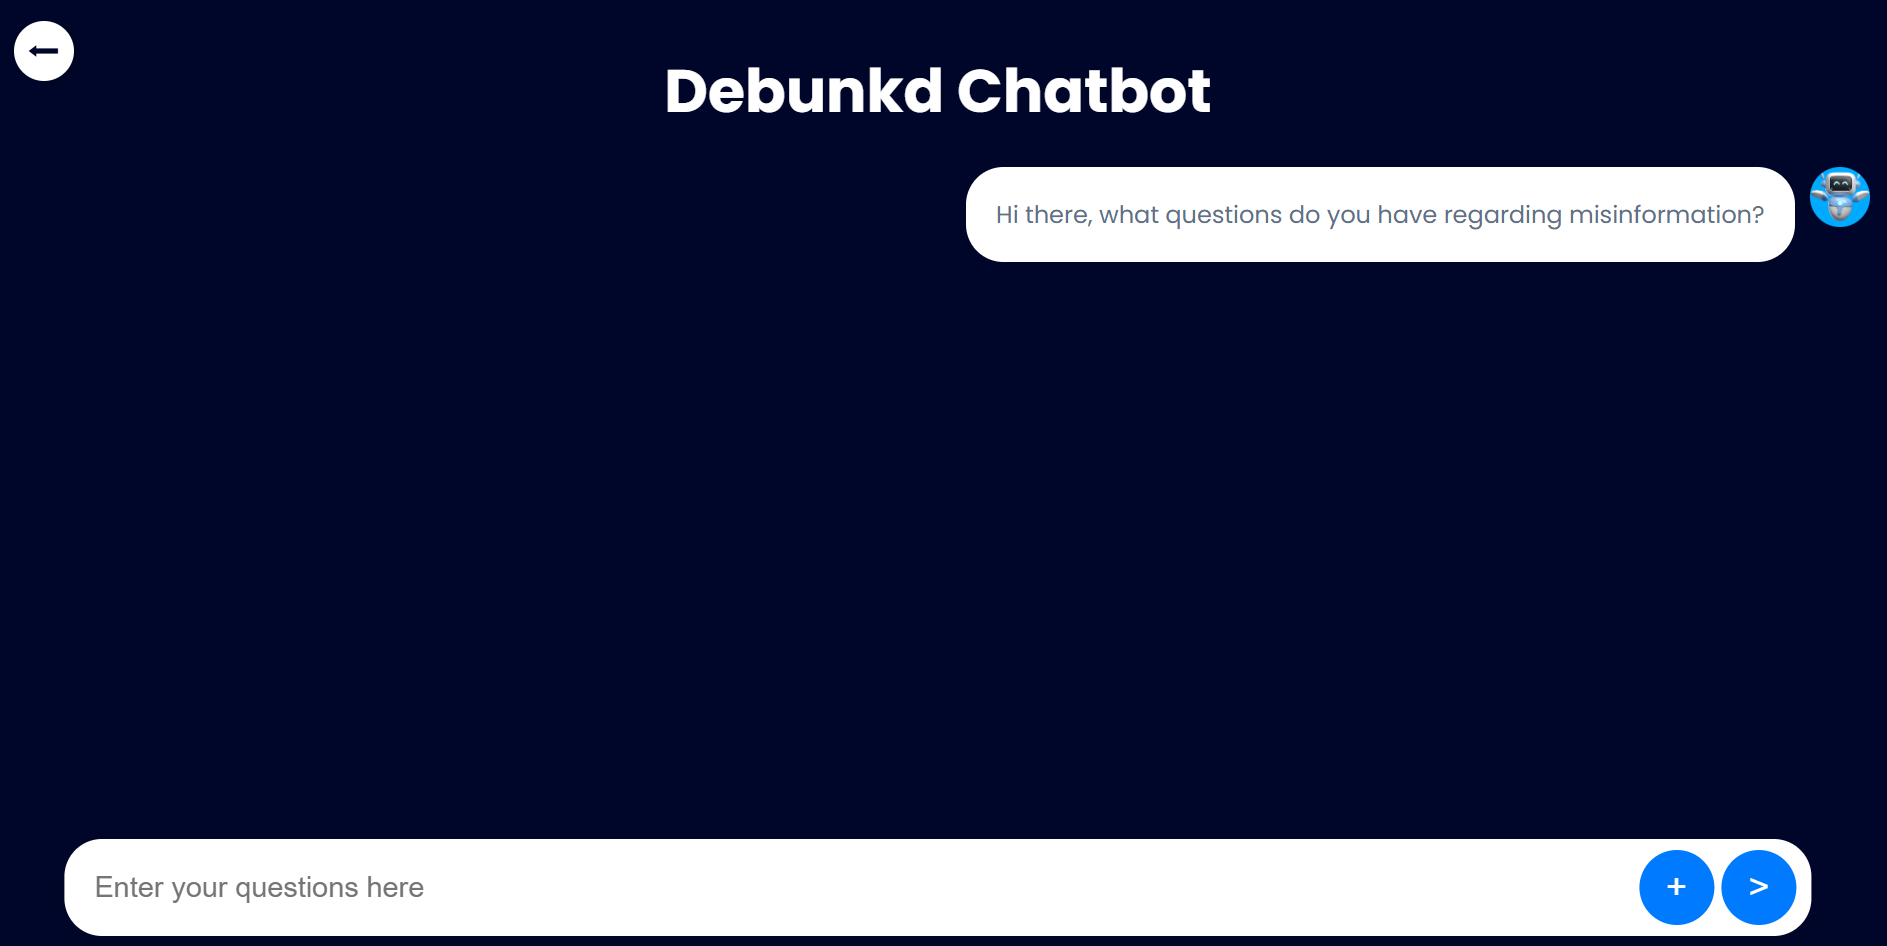 Debunkd Chatbot
Hi there, what questions do you have regarding misinformation?
Enter your questions here
+ >